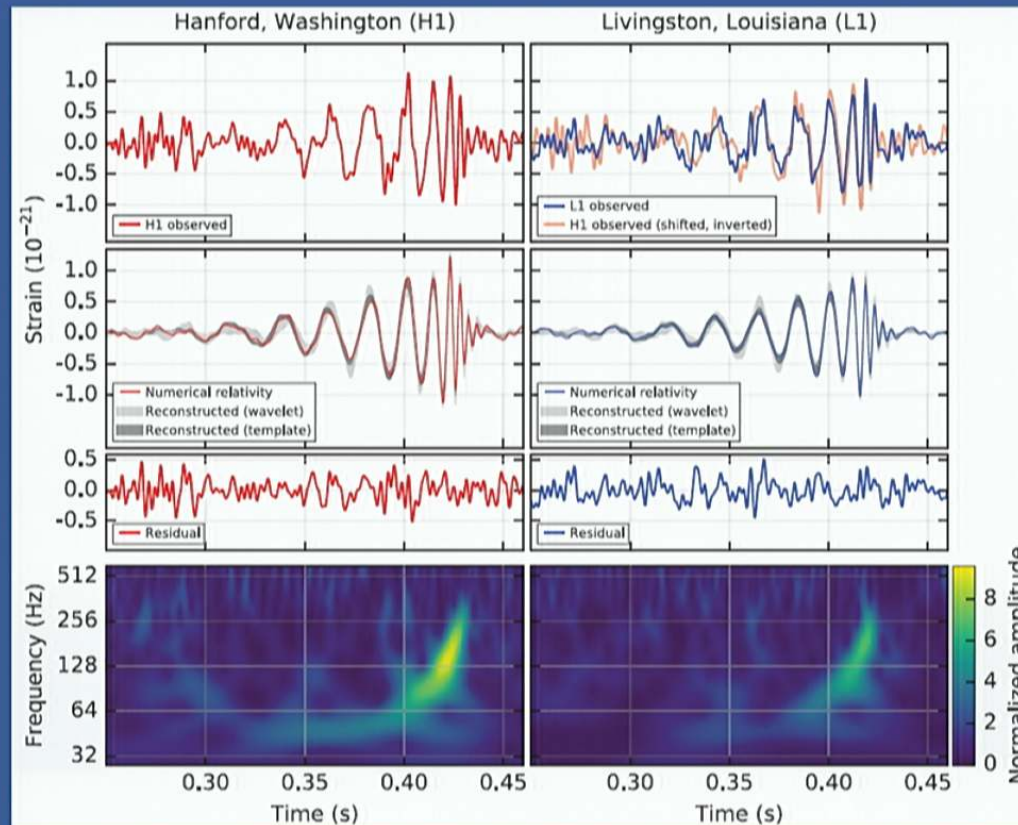 Hanford, Washington (H1)
Livingston, Louisiana (L1)
Strain (10⁻²¹)
1.0
0.5
0.0
-0.5
-1.0
H1 observed
L1 observed
H1 observed (shifted, inverted)
1.0
0.5
0.0
-0.5
-1.0
Numerical relativity
Reconstructed (wavelet)
Reconstructed (template)
Numerical relativity
Reconstructed (wavelet)
Reconstructed (template)
0.5
0.0
-0.5
Residual
Residual
Frequency (Hz)
512
256
128
64
32
0.30
0.35
0.40
0.45
Time (s)
0.30
0.35
0.40
0.45
Time (s)
8
6
4
2
0
Normalized amplitude